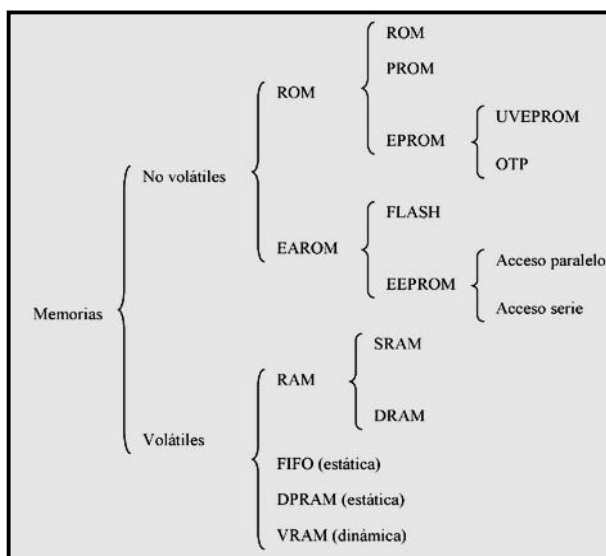 Memorias
No volátiles
ROM
ROM
PROM
EPROM
UVEPROM
OTP
EAROM
FLASH
EEPROM
Acceso paralelo
Acceso serie
Volátiles
RAM
SRAM
DRAM
FIFO (estática)
DPRAM (estática)
VRAM (dinámica)